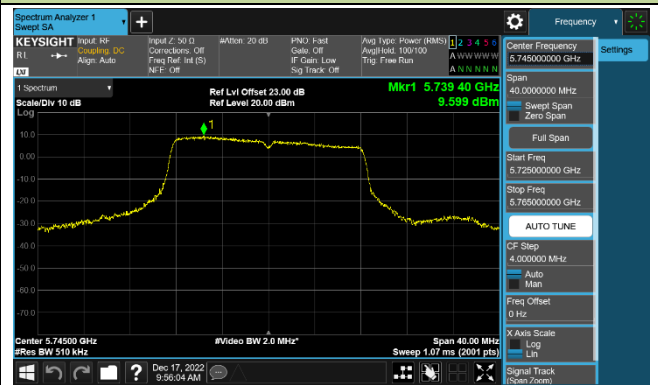 Spectrum Analyzer 1
Swept SA
Frequency
KEYSIGHT
Input: RF
Coupling: DC
Align: Auto
RL
LXI
Input Z: 50 Ω
Corrections: Off
Freq Ref: Int (S)
NFE: Off
#Atten: 20 dB
PNO: Fast
Gate: Off
IF Gain: Low
Sig Track: Off
Avg Type: Power (RMS)
Avg|Hold: 100/100
Trig: Free Run
1 2 3 4 5 6
A W W W W W
A N N N N N
1 Spectrum
Scale/Div 10 dB
Log
Ref Lvl Offset 23.00 dB
Ref Level 20.00 dBm
Mkr1 5.739 40 GHz
9.599 dBm
1
10.0
0.00
-10.0
-20.0
-30.0
-40.0
-50.0
-60.0
-70.0
Center 5.74500 GHz
#Res BW 510 kHz
#Video BW 2.0 MHz*
Span 40.00 MHz
Sweep 1.07 ms (2001 pts)
Dec 17, 2022
9:56:04 AM
Center Frequency
5.745000000 GHz
Settings
Span
40.0000000 MHz
Swept Span
Zero Span
Full Span
Start Freq
5.725000000 GHz
Stop Freq
5.765000000 GHz
AUTO TUNE
CF Step
4.000000 MHz
Auto
Man
Freq Offset
0 Hz
X Axis Scale
Log
Lin
Signal Track
(Span Zoom)